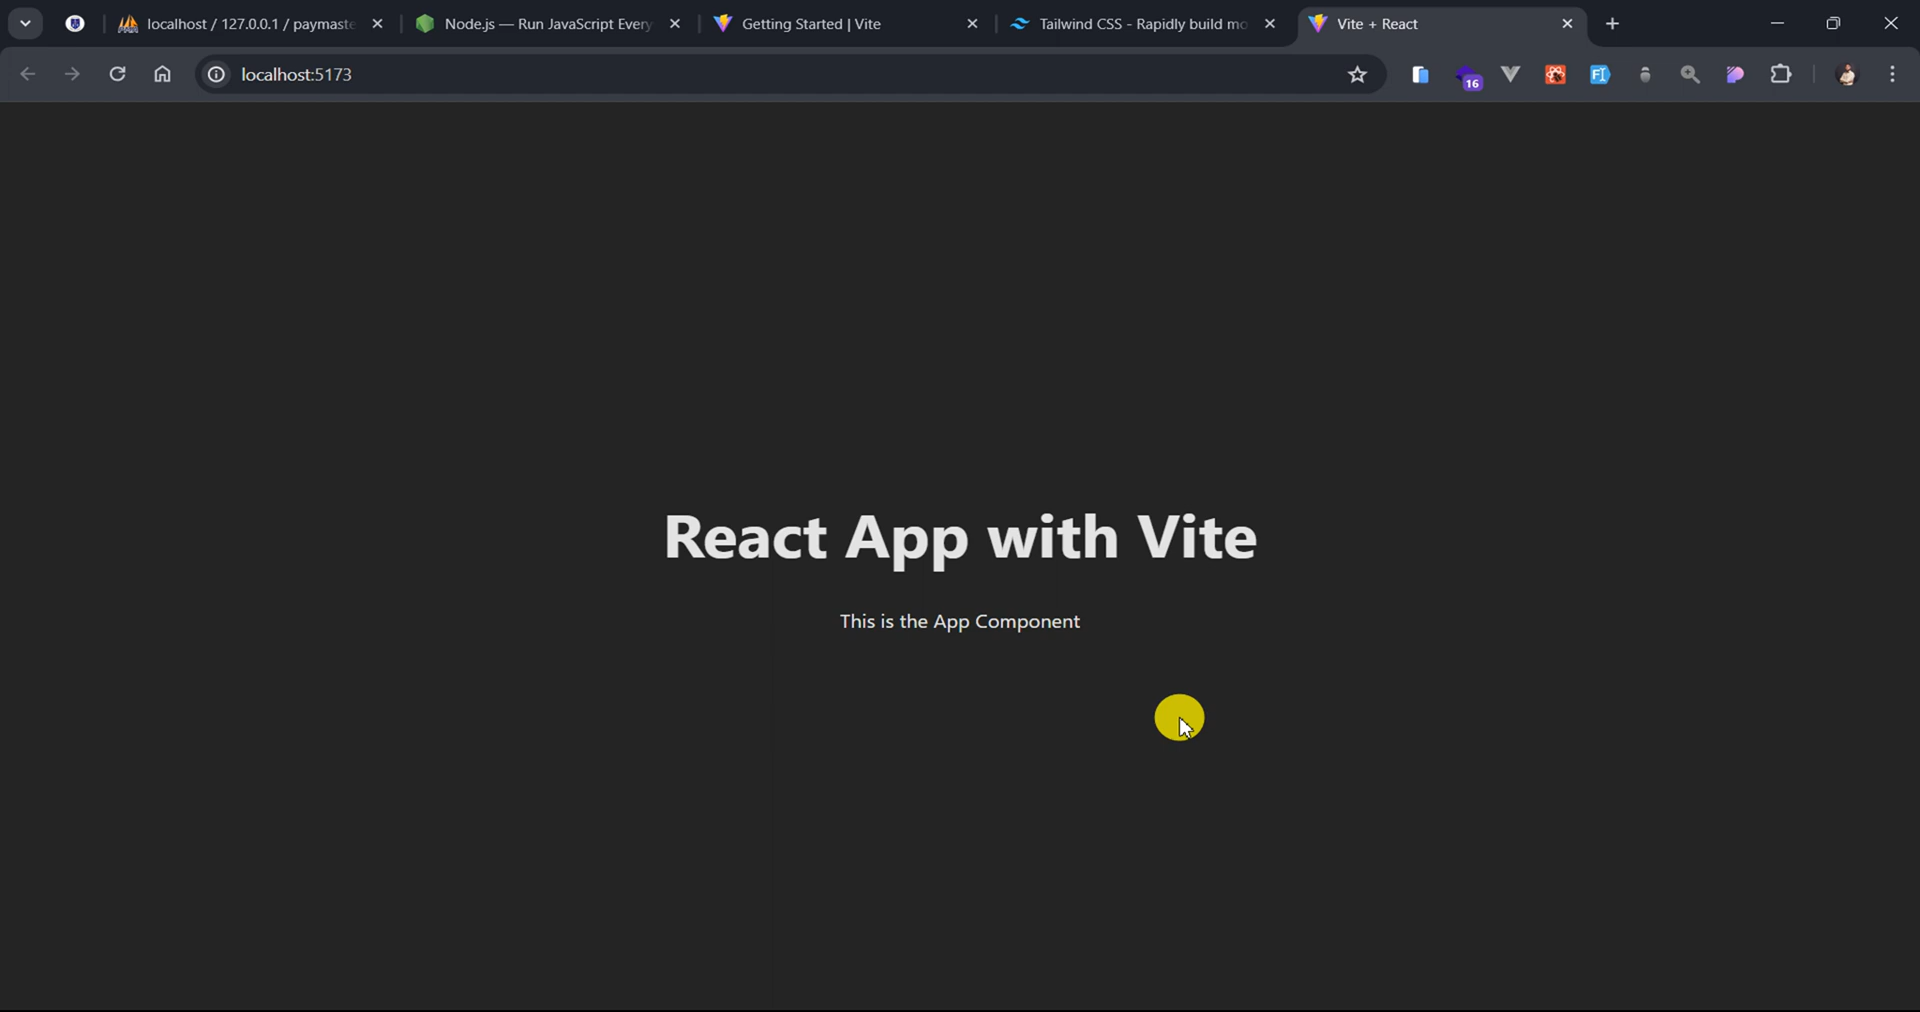 localhost / 127.0.0.1 / paymaste
Node.js — Run JavaScript Every
Getting Started | Vite
Tailwind CSS - Rapidly build mo
Vite + React
localhost:5173
16
React App with Vite
This is the App Component